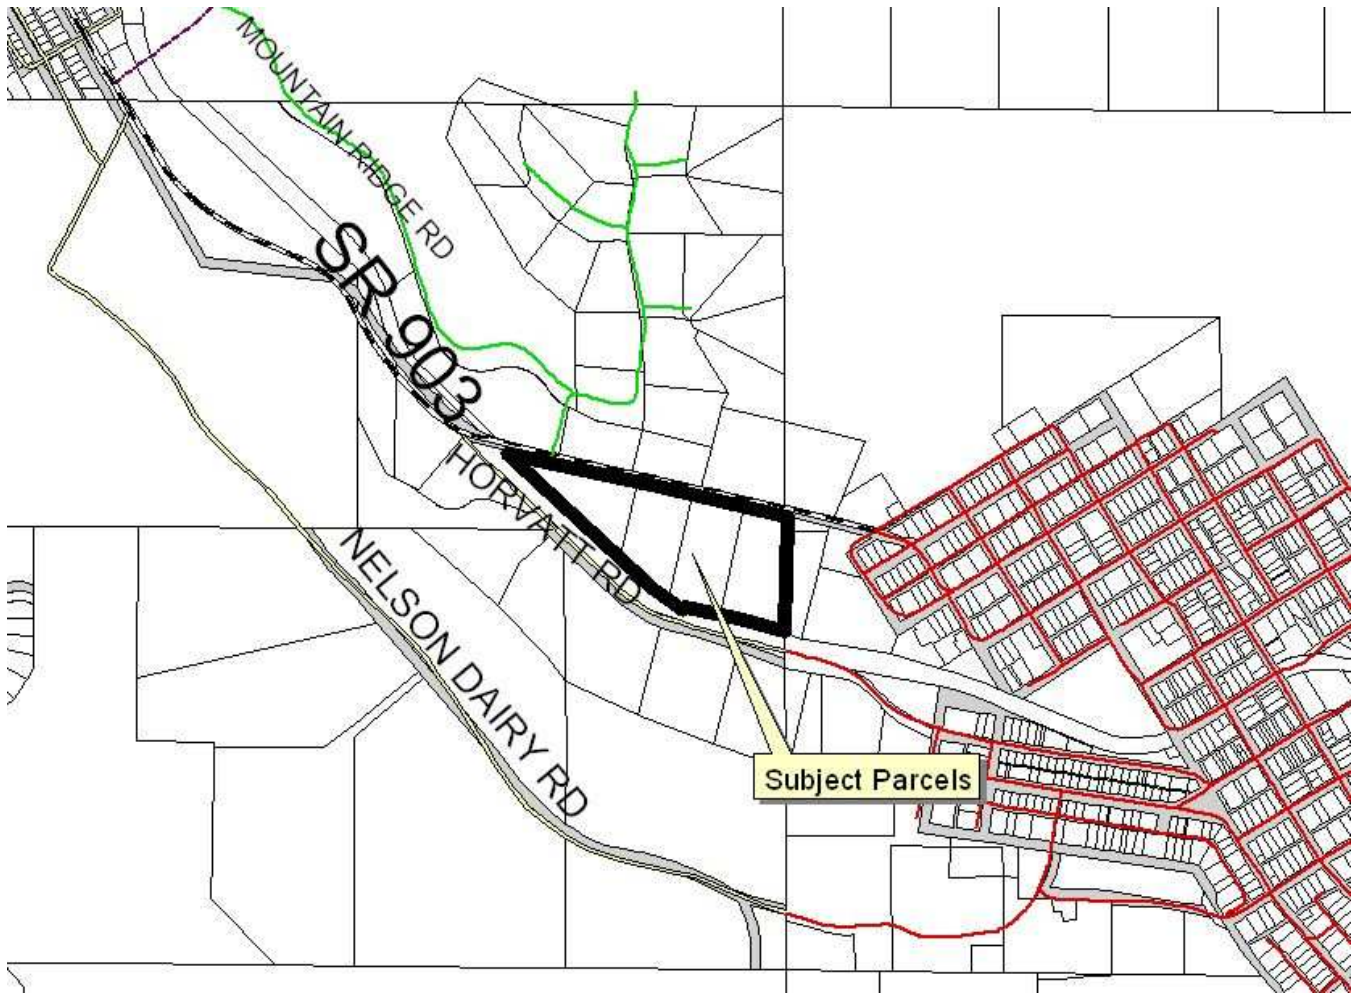 MOUNTAIN RIDGE RD
SR 903
HORVATT RD
NELSON DAIRY RD
Subject Parcels